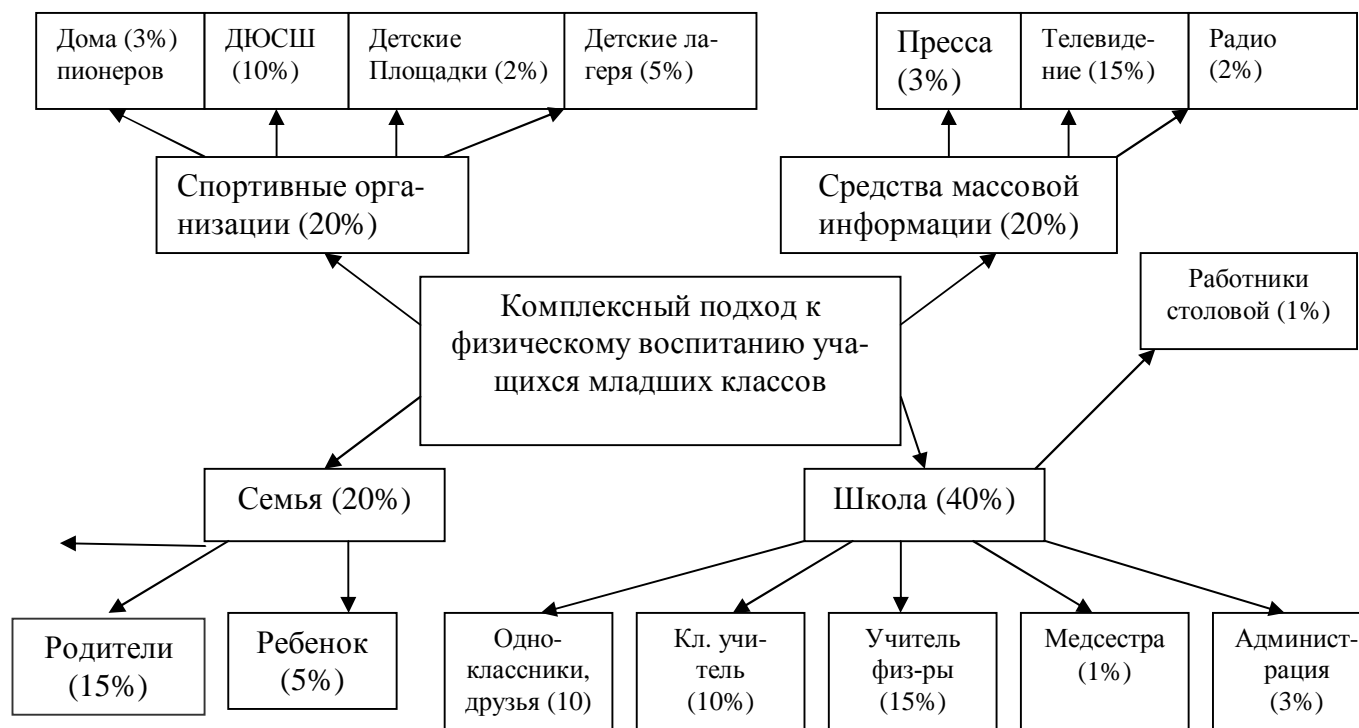 Дома (3%)
пионеров
ДЮСШ
(10%)
Детские
Площадки (2%)
Детские ла-
геря (5%)
Пресса
(3%)
Телевиде-
ние (15%)
Радио
(2%)
Спортивные орга-
низации (20%)
Средства массовой
информации (20%)
Работники
столовой (1%)
Комплексный подход к
физическому воспитанию уча-
щихся младших классов
Семья (20%)
Школа (40%)
Родители
(15%)
Ребенок
(5%)
Одно-
классники,
друзья (10)
Кл. учи-
тель
(10%)
Учитель
физ-ры
(15%)
Медсестра
(1%)
Админист-
рация
(3%)